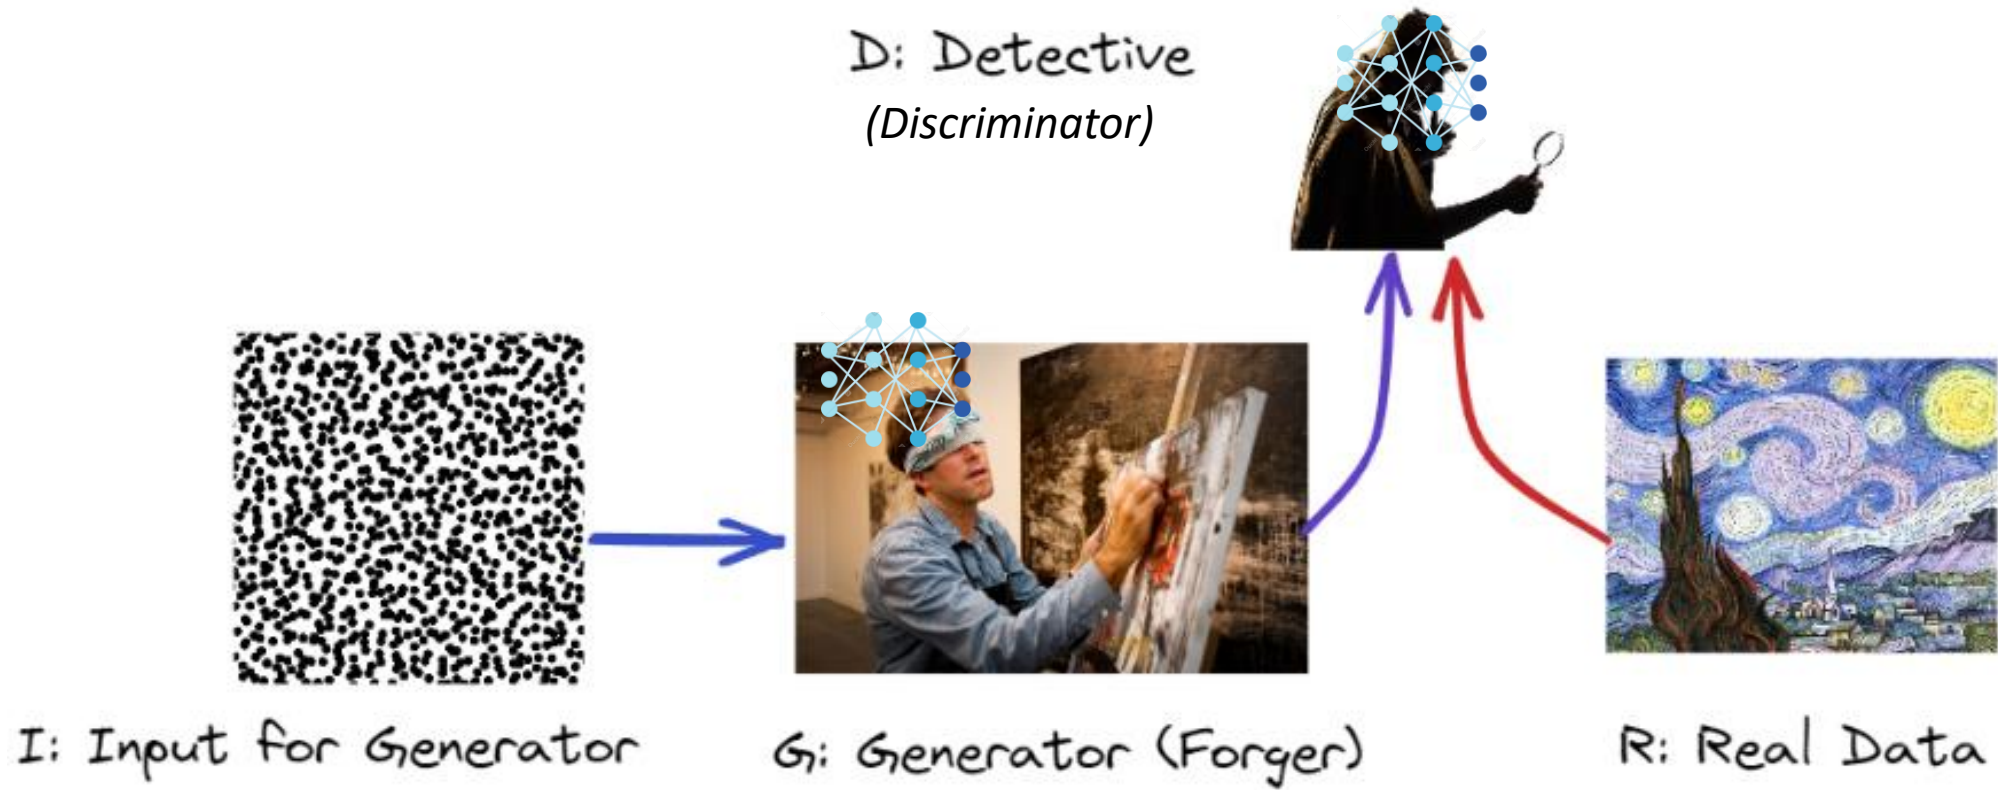 D: Detective
(Discriminator)
I: Input for Generator
G: Generator (Forger)
R: Real Data